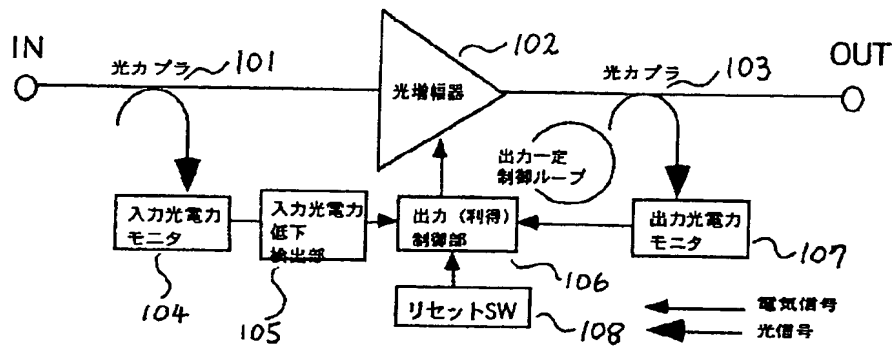 IN
光カプラ 101
102
光増幅器
光カプラ 103
OUT
出力一定
制御ループ
入力光電力
モニタ
104
入力光電力
低下
検出部
105
出力（利得）
制御部
106
出力光電力
モニタ
107
リセットSW
108
電気信号
光信号